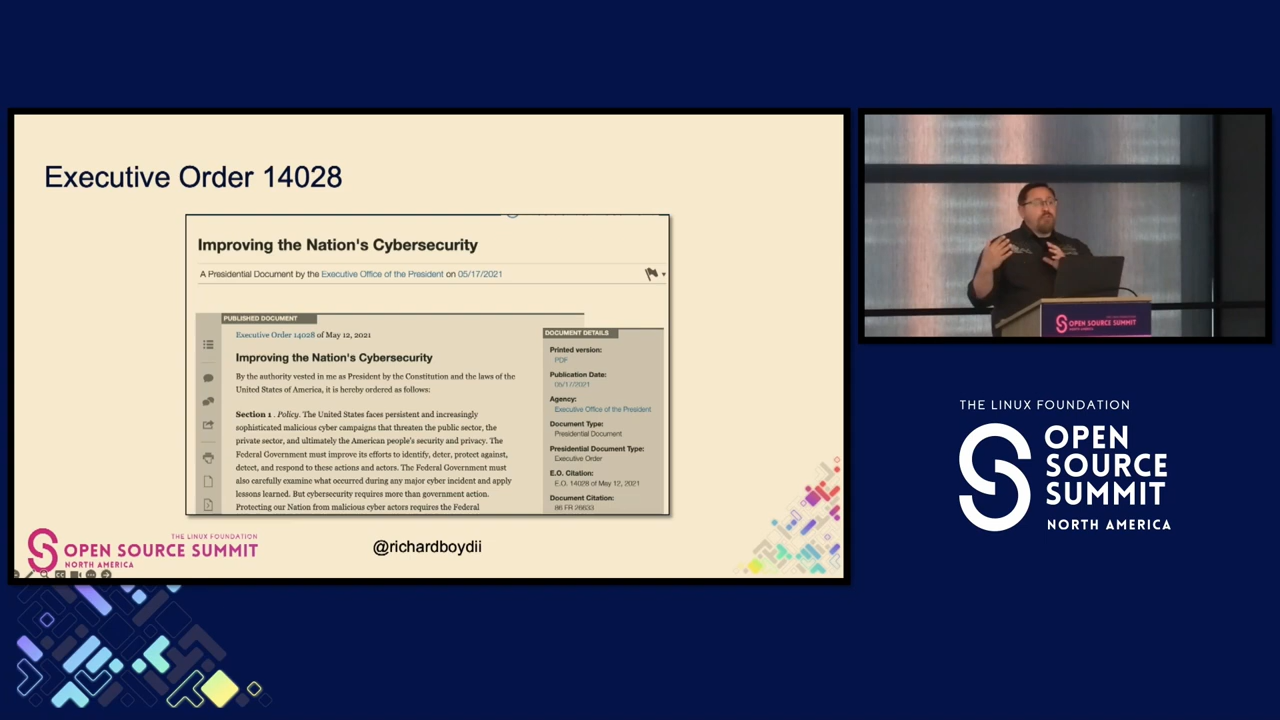 Executive Order 14028
Improving the Nation's Cybersecurity
A Presidential Document by the Executive Office of the President on 05/17/2021
PUBLISHED DOCUMENT
Executive Order 14028 of May 12, 2021
Improving the Nation's Cybersecurity
By the authority vested in me as President by the Constitution and the laws of the
United States of America, it is hereby ordered as follows:
Section 1 . Policy. The United States faces persistent and increasingly
sophisticated malicious cyber campaigns that threaten the public sector, the
private sector, and ultimately the American people's security and privacy. The
Federal Government must improve its efforts to identify, deter, protect against,
detect, and respond to these actions and actors. The Federal Government must
also carefully examine what occurred during any major cyber incident and apply
lessons learned. But cybersecurity requires more than government action.
Protecting our Nation from malicious cyber actors requires the Federal
DOCUMENT DETAILS
Printed version:
PDF
Publication Date:
05/17/2021
Agency:
Executive Office of the President
Document Type:
Presidential Document
Presidential Document Type:
Executive Order
E.O. Citation:
E.O. 14028 of May 12, 2021
Document Citation:
86 FR 26633
THE LINUX FOUNDATION
OPEN SOURCE SUMMIT
NORTH AMERICA
@richardboydii
OPEN SOURCE SUMMIT
THE LINUX FOUNDATION
OPEN
SOURCE
SUMMIT
NORTH AMERICA